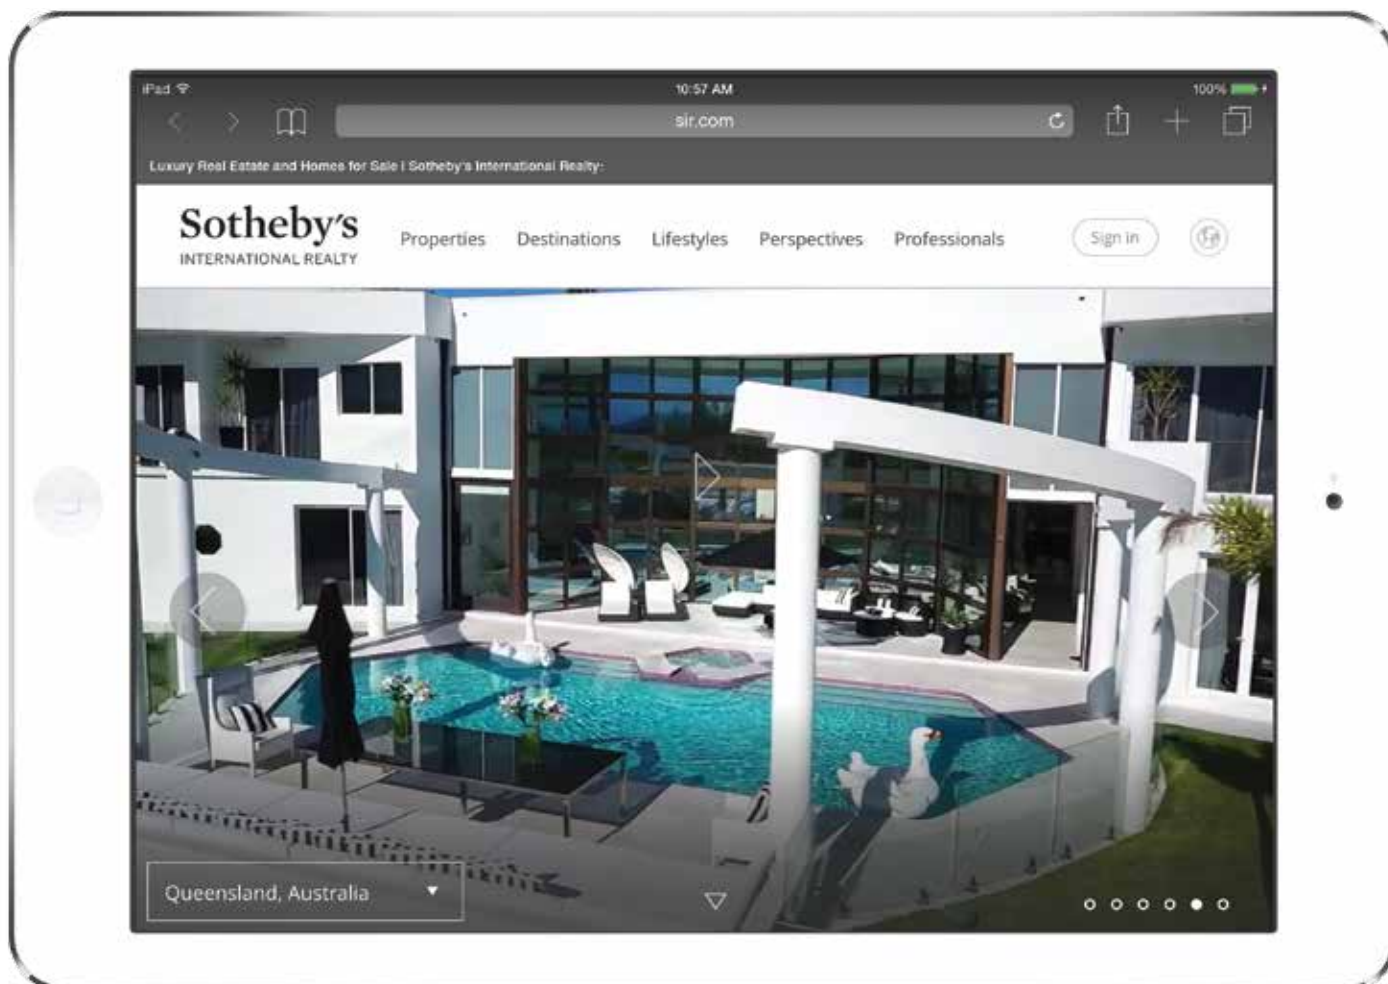 iPad
10:57 AM
100%
sir.com
Luxury Real Estate and Homes for Sale | Sotheby's International Realty:
Sotheby's
INTERNATIONAL REALTY
Properties Destinations Lifestyles Perspectives Professionals
Sign in
Queensland, Australia